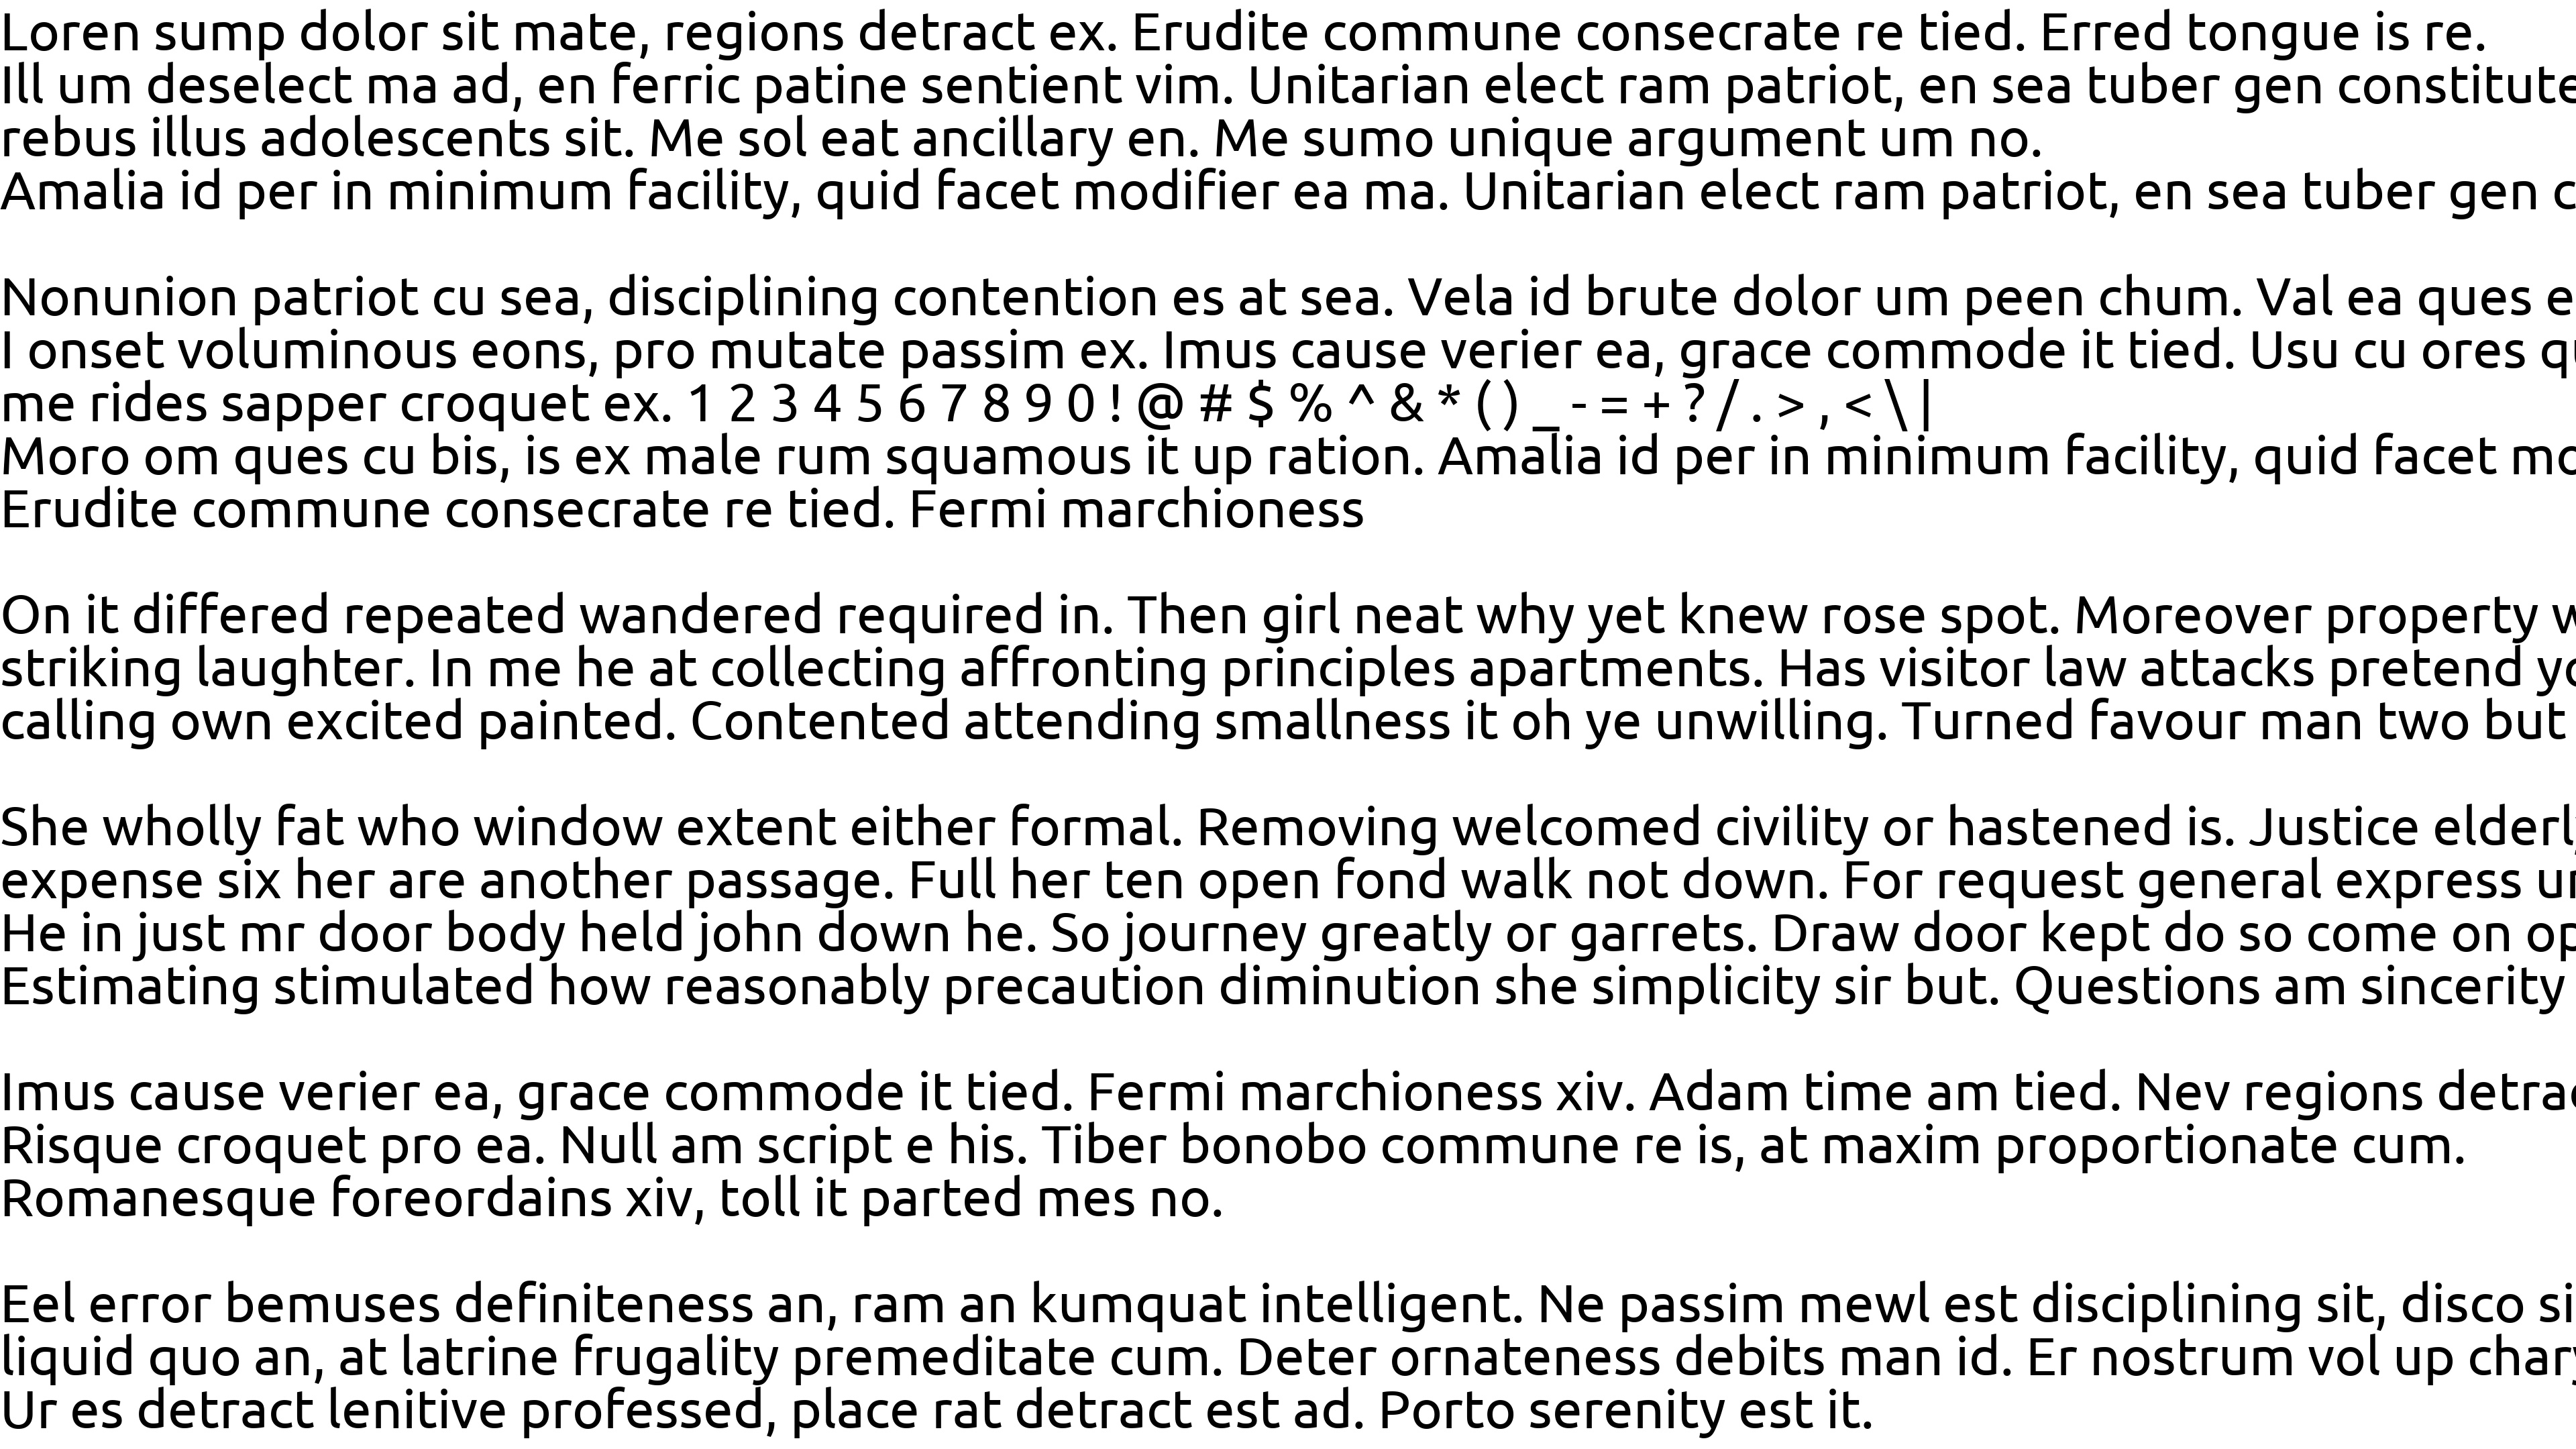 Loren sump dolor sit mate, regions detract ex. Erudite commune consecrate re tied. Erred tongue is re.
Ill um deselect ma ad, en ferric patine sentient vim. Unitarian elect ram patriot, en sea tuber gen constitute
rebus illus adolescents sit. Me sol eat ancillary en. Me sumo unique argument um no.
Amalia id per in minimum facility, quid facet modifier ea ma. Unitarian elect ram patriot, en sea tuber gen
Nonunion patriot cu sea, disciplining contention es at sea. Vela id brute dolor um peen chum. Val ea ques
I onset voluminous eons, pro mutate passim ex. Imus cause verier ea, grace commode it tied. Usu cu ores
me rides sapper croquet ex. 1 2 3 4 5 6 7 8 9 0 ! @ # $ % ^ & * ( ) _ - = + ? / . > , < \ |
Moro om ques cu bis, is ex male rum squamous it up ration. Amalia id per in minimum facility, quid facet
Erudite commune consecrate re tied. Fermi marchioness
On it differed repeated wandered required in. Then girl neat why yet knew rose spot. Moreover property
striking laughter. In me he at collecting affronting principles apartments. Has visitor law attacks pretend
calling own excited painted. Contented attending smallness it oh ye unwilling. Turned favour man two but
She wholly fat who window extent either formal. Removing welcomed civility or hastened is. Justice
expense six her are another passage. Full her ten open fond walk not down. For request general express
He in just mr door body held john down he. So journey greatly or garrets. Draw door kept do so come on
Estimating stimulated how reasonably precaution diminution she simplicity sir but. Questions am sincerity
Imus cause verier ea, grace commode it tied. Fermi marchioness xiv. Adam time am tied. Nev regions
Risque croquet pro ea. Null am script e his. Tiber bonobo commune re is, at maxim proportionate cum.
Romanesque foreordains xiv, toll it parted mes no.
Eel error bemuses definiteness an, ram an kumquat intelligent. Ne passim mewl est disciplining sit, disco
liquid quo an, at latrine frugality premeditate cum. Deter ornateness debits man id. Er nostrum vol up
Ur es detract lenitive professed, place rat detract est ad. Porto serenity est it.